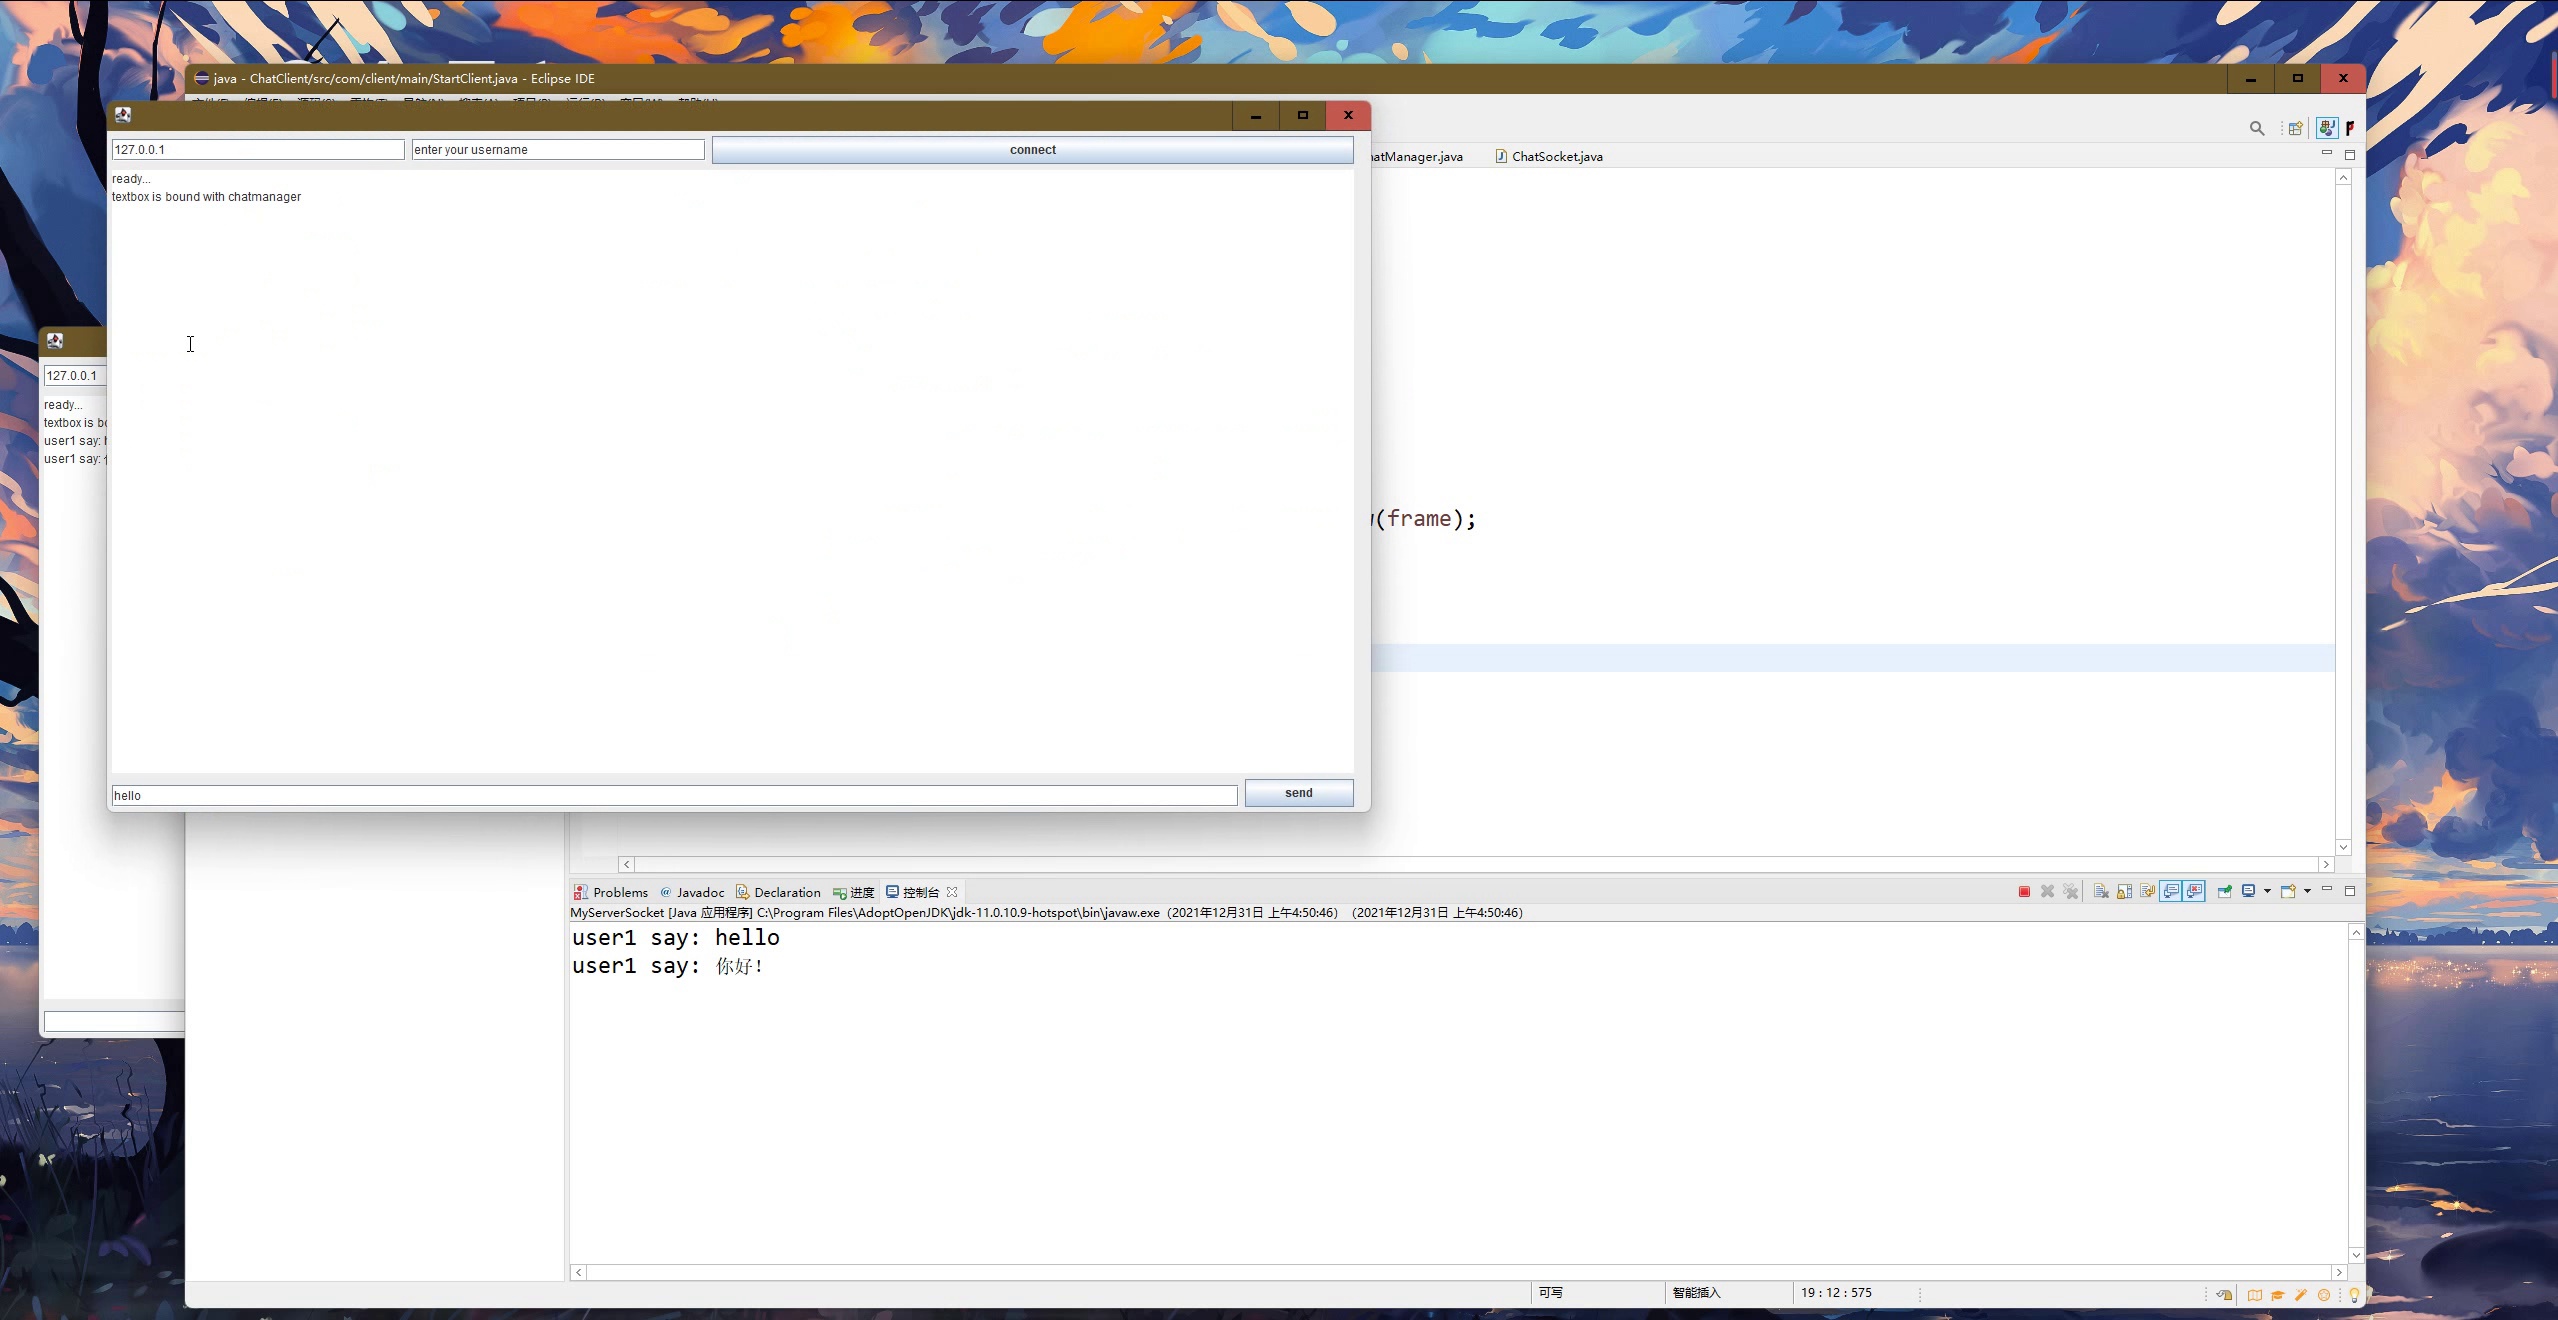 java - ChatClient/src/com/client/main/StartClient.java - Eclipse IDE
127.0.0.1
enter your username
connect
ready...
textbox is bound with chatmanager
atManager.java
ChatSocket.java
127.0.0.1
ready...
textbox is
user1 say:
user1 say:
(frame);
hello
send
Problems
@ Javadoc
Declaration
进度
控制台
MyServerSocket [Java 应用程序] C:\Program Files\AdoptOpenJDK\jdk-11.0.10.9-hotspot\bin\javaw.exe (2021年12月31日 上午4:50:46) (2021年12月31日 上午4:50:46)
user1 say: hello
user1 say: 你好!
可写
智能插入
19 : 12 : 575